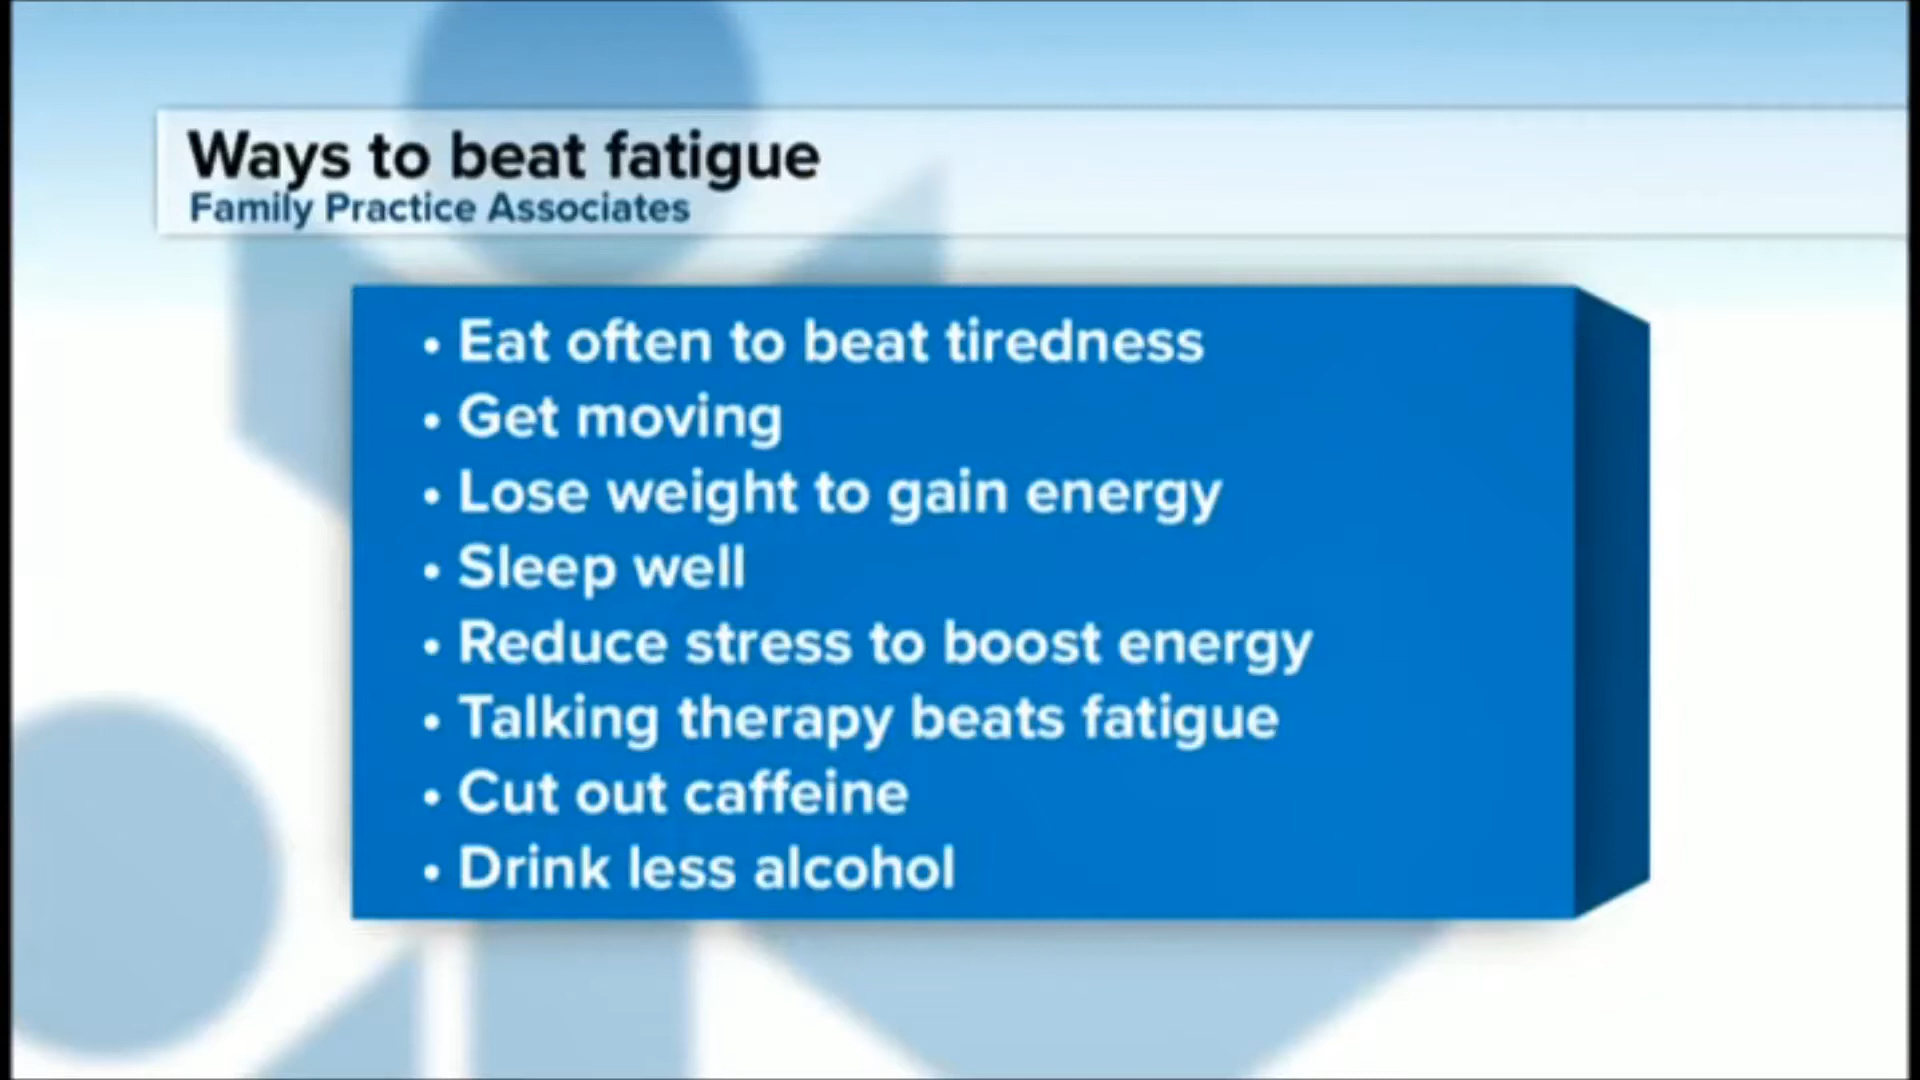 Ways to beat fatigue
Family Practice Associates
• Eat often to beat tiredness
• Get moving
• Lose weight to gain energy
• Sleep well
• Reduce stress to boost energy
• Talking therapy beats fatigue
• Cut out caffeine
• Drink less alcohol